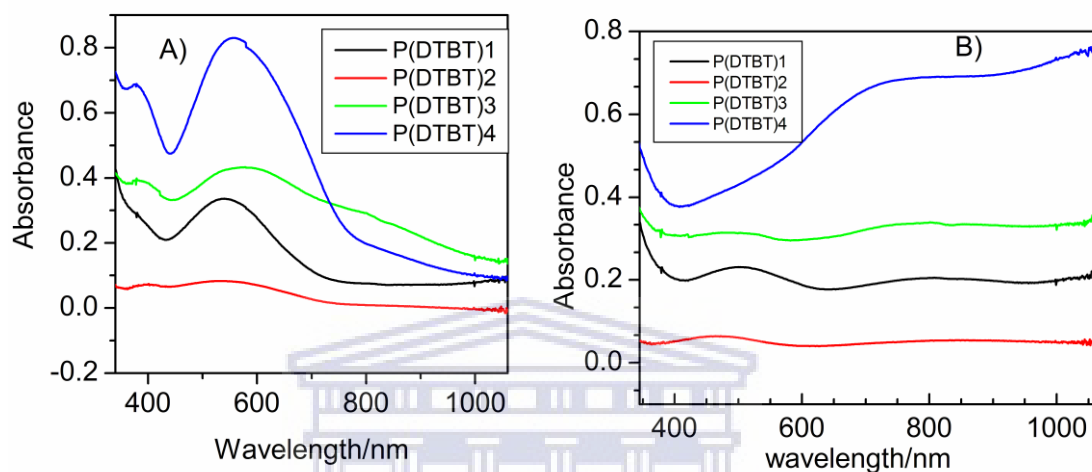 A)
P(DTBT)1
P(DTBT)2
P(DTBT)3
P(DTBT)4
Absorbance
0.8
0.6
0.4
0.2
0.0
-0.2
400
600
800
1000
Wavelength/nm
B)
P(DTBT)1
P(DTBT)2
P(DTBT)3
P(DTBT)4
Absorbance
0.8
0.6
0.4
0.2
0.0
400
600
800
1000
wavelength/nm